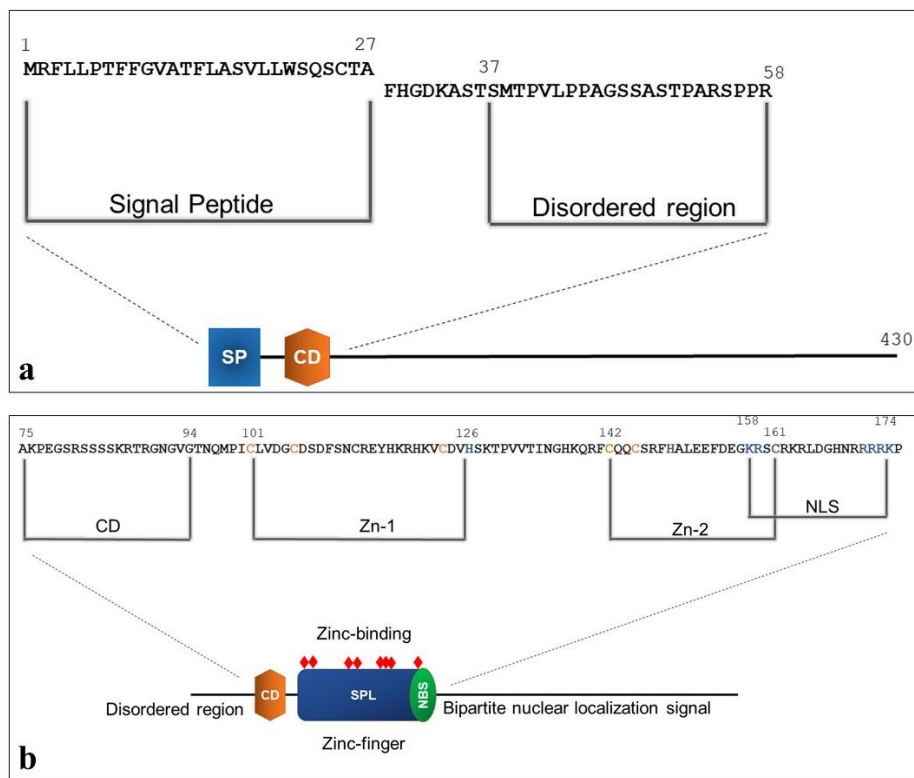 1 27
MRFLLPTFFGVATFLASVLLWSQSCTA
37 58
FHGDKASTSMTPVLPPAGSSASTPARSPPR
Signal Peptide Disordered region
430
SP CD
a
75 94 101 126 142 158 161 174
AKPEGSRSSSSKRTRGNGVGTNQMPICLVDGCDSDFSNCREYHKRHKVCDVHSKTPVVTINGHKQRFCQQCSRFHALEEFDEGKRSCRKRLDGHNRRRRKP
CD Zn-1 Zn-2 NLS
Zinc-binding
CD SPL NBS
Disordered region Bipartite nuclear localization signal
Zinc-finger
b